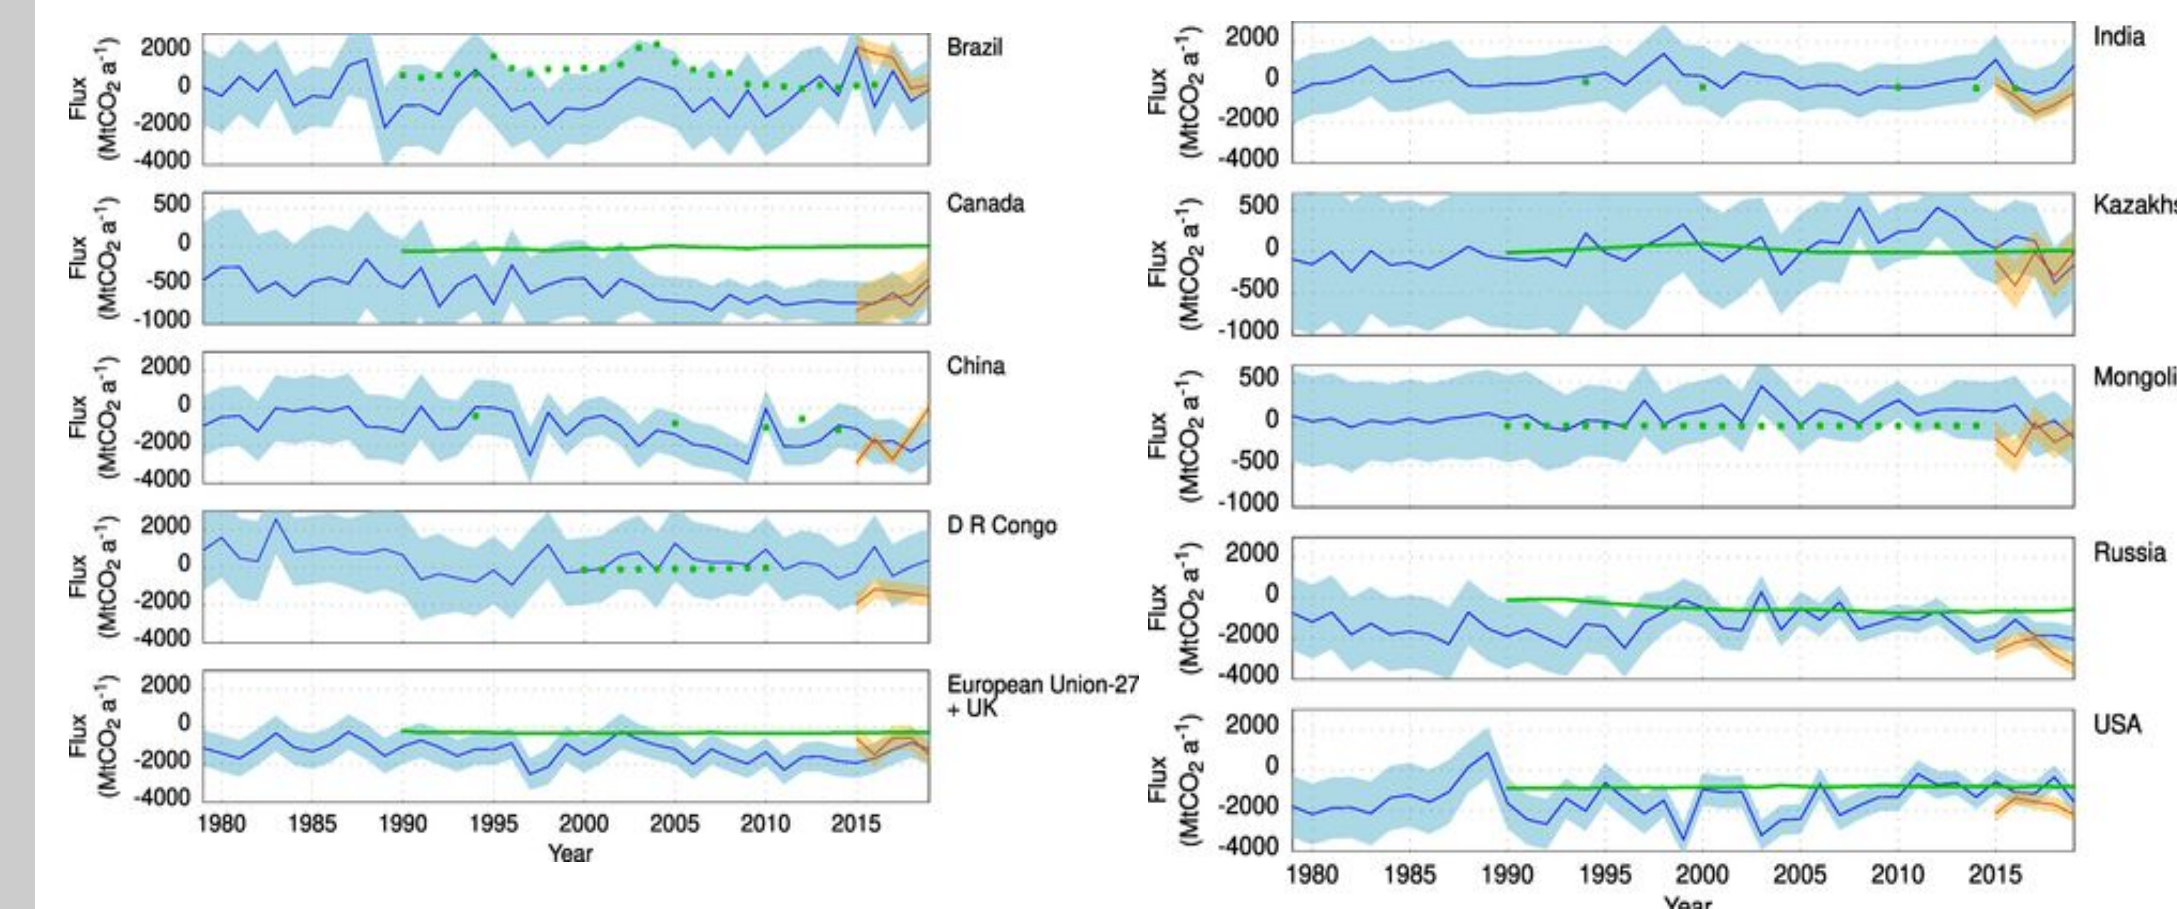 Brazil
2000
0
-2000
-4000
Flux
(MtCO2 a-1)
Canada
500
0
-500
-1000
Flux
(MtCO2 a-1)
China
2000
0
-2000
-4000
Flux
(MtCO2 a-1)
D R Congo
2000
0
-2000
-4000
Flux
(MtCO2 a-1)
European Union-27
+ UK
2000
0
-2000
-4000
Flux
(MtCO2 a-1)
1980 1985 1990 1995 2000 2005 2010 2015
Year
India
2000
0
-2000
-4000
Flux
(MtCO2 a-1)
Kazakhs
500
0
-500
-1000
Flux
(MtCO2 a-1)
Mongoli
500
0
-500
-1000
Flux
(MtCO2 a-1)
Russia
2000
0
-2000
-4000
Flux
(MtCO2 a-1)
USA
2000
0
-2000
-4000
Flux
(MtCO2 a-1)
1980 1985 1990 1995 2000 2005 2010 2015
Year